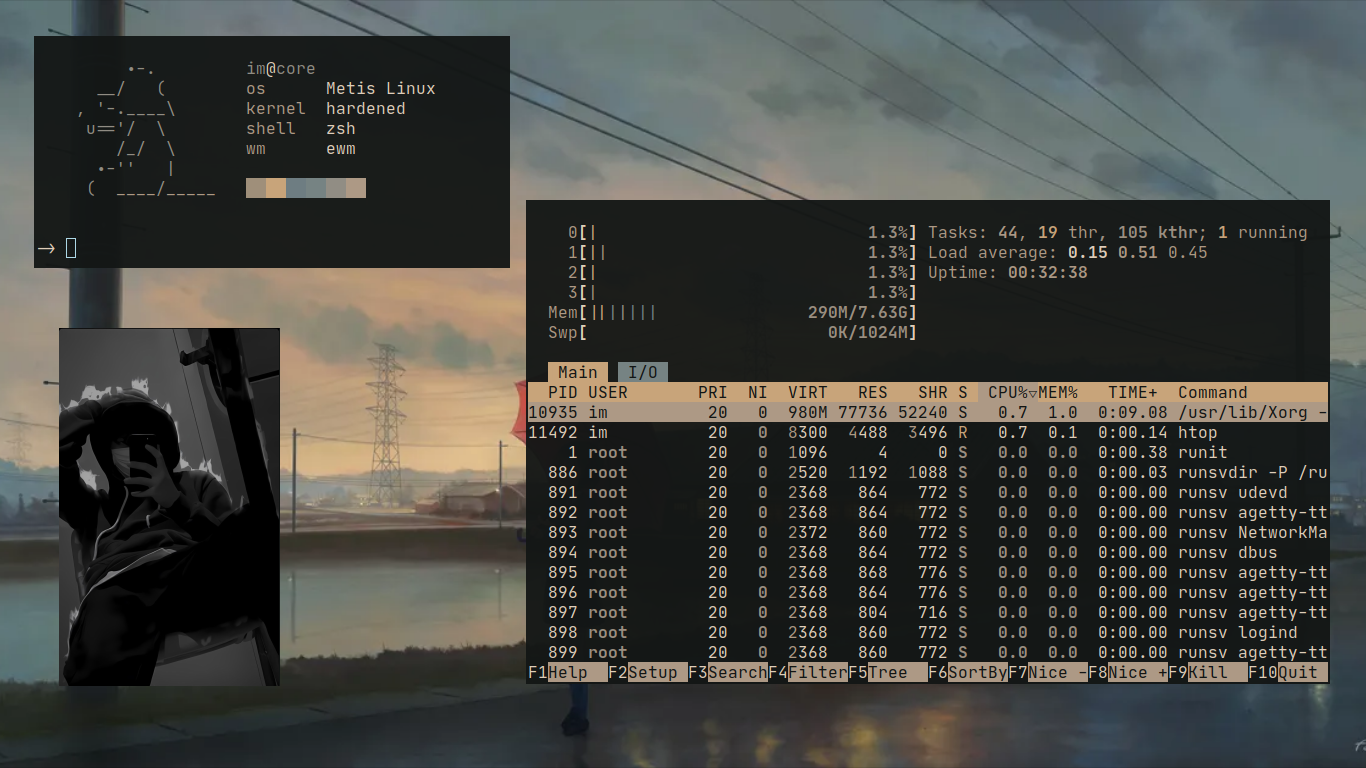 im@core
os Metis Linux
kernel hardened
shell zsh
wm ewm
→
0[| 1.3%] Tasks: 44, 19 thr, 105 kthr; 1 running
1[|| 1.3%] Load average: 0.15 0.51 0.45
2[| 1.3%] Uptime: 00:32:38
3[| 1.3%]
Mem[||||||| 290M/7.63G]
Swp[ 0K/1024M]
Main I/O
PID USER PRI NI VIRT RES SHR S CPU%▽MEM% TIME+ Command
10935 im 20 0 980M 77736 52240 S 0.7 1.0 0:09.08 /usr/lib/Xorg -
11492 im 20 0 8300 4488 3496 R 0.7 0.1 0:00.14 htop
1 root 20 0 1096 4 0 S 0.0 0.0 0:00.38 runit
886 root 20 0 2520 1192 1088 S 0.0 0.0 0:00.03 runsvdir -P /ru
891 root 20 0 2368 864 772 S 0.0 0.0 0:00.00 runsv udevd
892 root 20 0 2368 864 772 S 0.0 0.0 0:00.00 runsv agetty-tt
893 root 20 0 2372 860 772 S 0.0 0.0 0:00.00 runsv NetworkMa
894 root 20 0 2368 864 772 S 0.0 0.0 0:00.00 runsv dbus
895 root 20 0 2368 868 776 S 0.0 0.0 0:00.00 runsv agetty-tt
896 root 20 0 2368 864 776 S 0.0 0.0 0:00.00 runsv agetty-tt
897 root 20 0 2368 804 716 S 0.0 0.0 0:00.00 runsv agetty-tt
898 root 20 0 2368 860 772 S 0.0 0.0 0:00.00 runsv logind
899 root 20 0 2368 860 772 S 0.0 0.0 0:00.00 runsv agetty-tt
F1Help F2Setup F3SearchF4FilterF5Tree F6SortByF7Nice -F8Nice +F9Kill F10Quit